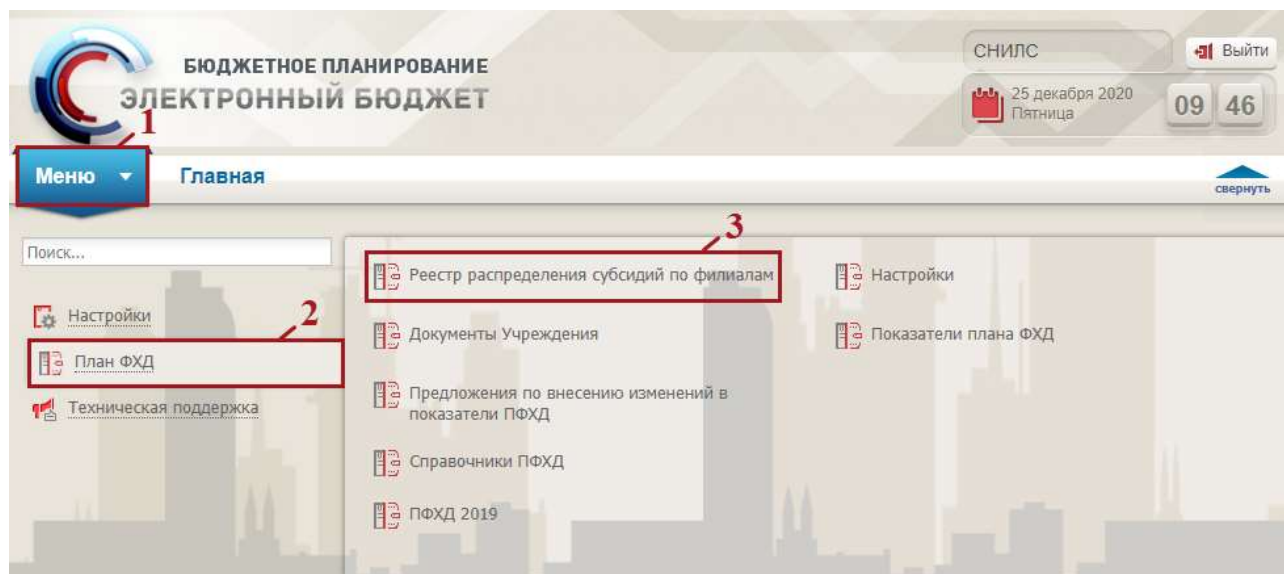 БЮДЖЕТНОЕ ПЛАНИРОВАНИЕ
ЭЛЕКТРОННЫЙ БЮДЖЕТ
СНИЛС
Выйти
25 декабря 2020
Пятница
09 46
1
Меню
Главная
свернуть
Поиск...
Настройки
2
План ФХД
Техническая поддержка
3
Реестр распределения субсидий по филиалам
Документы Учреждения
Предложения по внесению изменений в
показатели ПФХД
Справочники ПФХД
ПФХД 2019
Настройки
Показатели плана ФХД